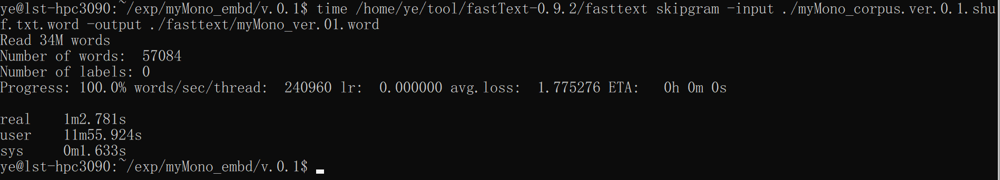 ye@lst-hpc3090:~/exp/myMono_embd/v.0.1$ time /home/ye/tool/fastText-0.9.2/fasttext skipgram -input ./myMono_corpus.ver.0.1.shu
f.txt.word -output ./fasttext/myMono_ver.01.word
Read 34M words
Number of words:  57084
Number of labels: 0
Progress: 100.0% words/sec/thread:  240960 lr:  0.000000 avg.loss:  1.775276 ETA:   0h 0m 0s
real    1m2.781s
user    11m55.924s
sys     0m1.633s
ye@lst-hpc3090:~/exp/myMono_embd/v.0.1$